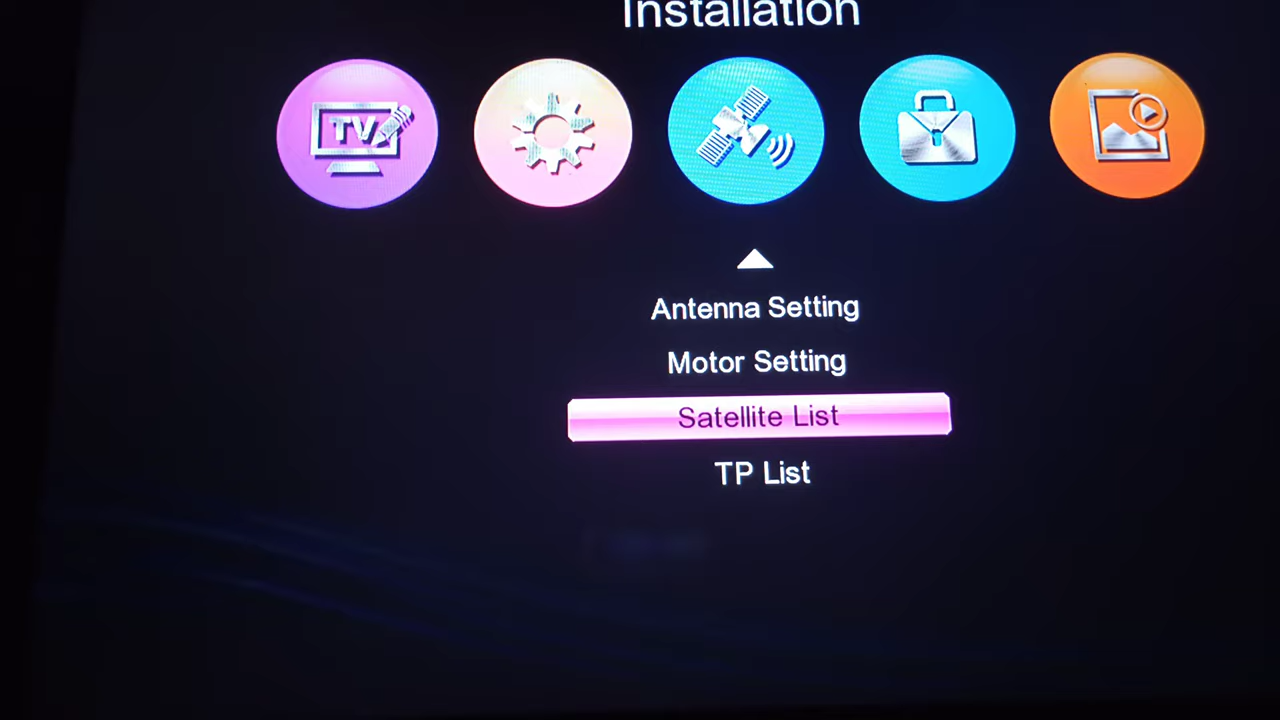 Installation
TV
Antenna Setting
Motor Setting
Satellite List
TP List